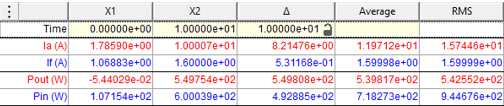 X1 X2 Δ Average RMS
Time 0.00000e+00 1.00000e+01 1.00000e+01
Ia (A) 1.78590e+00 1.00007e+01 8.21476e+00 1.19712e+01 1.57446e+01
If (A) 1.06883e+00 1.60000e+00 5.31168e-01 1.59998e+00 1.59999e+00
Pout (W) -5.44029e-02 5.49754e+02 5.49808e+02 5.39817e+02 5.42552e+02
Pin (W) 1.07154e+02 6.00039e+02 4.92885e+02 7.18273e+02 9.44676e+02